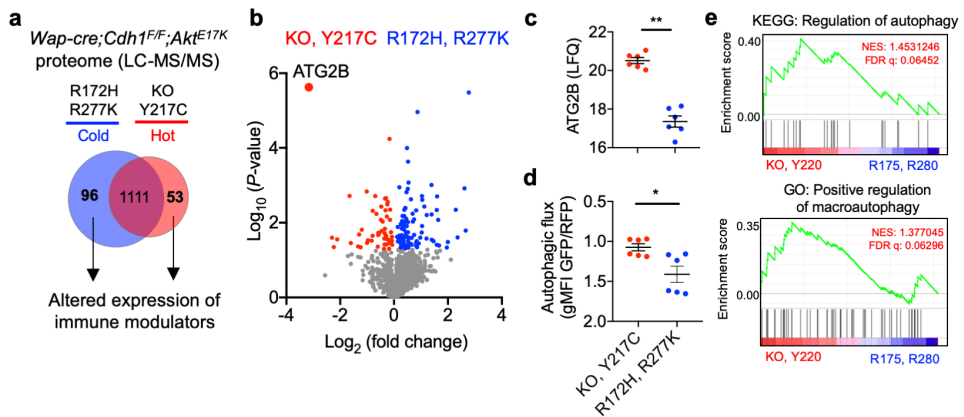 a
Wap-cre;Cdh1F/F;AktE17K
proteome (LC-MS/MS)
R172H
R277K
KO
Y217C
Cold
Hot
96
1111
53
Altered expression of
immune modulators
b
KO, Y217C
R172H, R277K
ATG2B
6
4
2
0
Log10 (P-value)
-4
-2
0
2
4
Log2 (fold change)
c
**
22
20
18
16
ATG2B (LFQ)
d
*
0.5
1.0
1.5
2.0
Autophagic flux
(gMFI GFP/RFP)
KO, Y217C
R172H, R277K
e
KEGG: Regulation of autophagy
0.40
0.00
Enrichment score
NES: 1.4531246
FDR q: 0.06452
KO, Y220
R175, R280
GO: Positive regulation
of macroautophagy
0.35
0.00
Enrichment score
NES: 1.377045
FDR q: 0.06296
KO, Y220
R175, R280